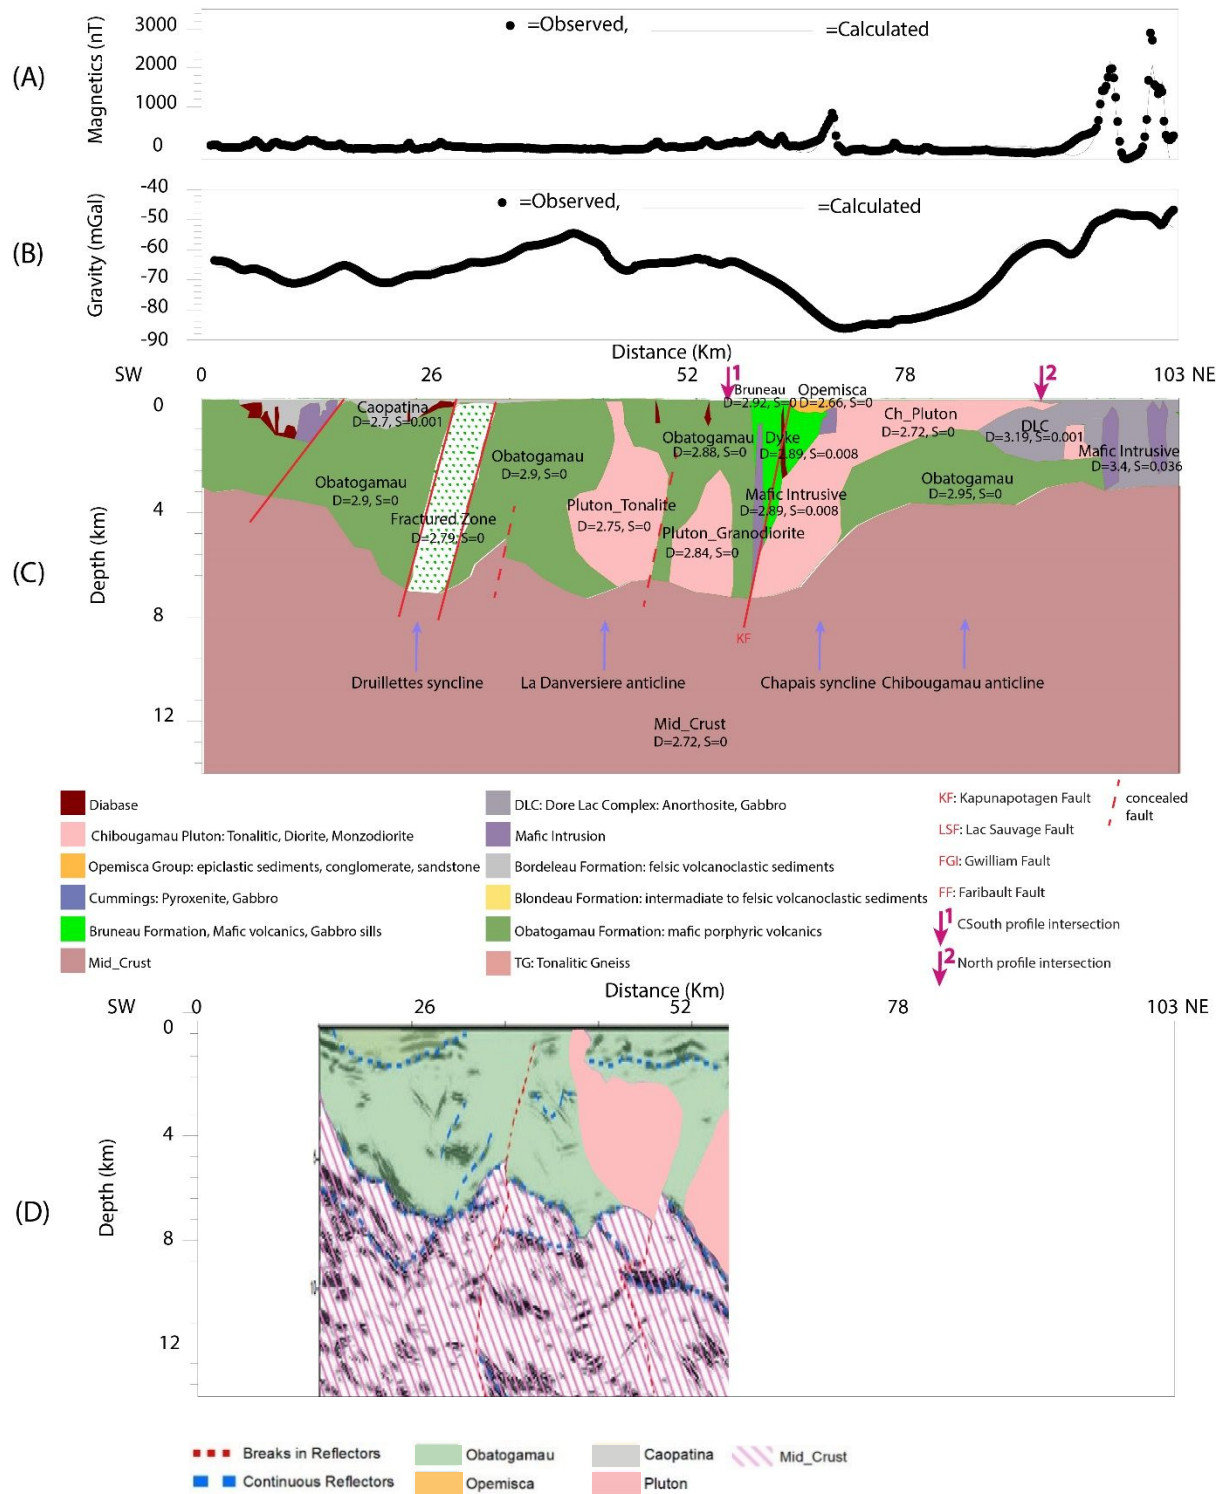 (A)
Magnetics (nT)
3000
2000
1000
0
=Observed, =Calculated
(B)
Gravity (mGal)
-40
-50
-60
-70
-80
-90
=Observed, =Calculated
Distance (Km)
SW 0 26 52 78 103 NE
1 2
(C)
Depth (km)
0
4
8
12
Caopatina
D=2.7, S=0.001
Obatogamau
D=2.9, S=0
Fractured Zone
D=2.79, S=0
Obatogamau
D=2.9, S=0
Pluton_Tonalite
D=2.75, S=0
Obatogamau
D=2.88, S=0
Pluton_Granodiorite
D=2.84, S=0
Bruneau
D=2.92, S=0
Opemisca
D=2.66, S=0
Dyke
D=2.89, S=0.008
Mafic Intrusive
D=2.89, S=0.008
Ch_Pluton
D=2.72, S=0
Obatogamau
D=2.95, S=0
DLC
D=3.19, S=0.001
Mafic Intrusive
D=3.4, S=0.036
KF
Druillettes syncline
La Danversiere anticline
Chapais syncline
Chibougamau anticline
Mid_Crust
D=2.72, S=0
Diabase
Chibougamau Pluton: Tonalitic, Diorite, Monzodiorite
Opemisca Group: epiclastic sediments, conglomerate, sandstone
Cummings: Pyroxenite, Gabbro
Bruneau Formation, Mafic volcanics, Gabbro sills
Mid_Crust
DLC: Dore Lac Complex: Anorthosite, Gabbro
Mafic Intrusion
Bordeleau Formation: felsic volcanoclastic sediments
Blondeau Formation: intermadiate to felsic volcanoclastic sediments
Obatogamau Formation: mafic porphyric volcanics
TG: Tonalitic Gneiss
KF: Kapunapotagen Fault
LSF: Lac Sauvage Fault
FGI: Gwilliam Fault
FF: Faribault Fault
1 CSouth profile intersection
2 North profile intersection
concealed
fault
Distance (Km)
SW 0 26 52 78 103 NE
(D)
Depth (km)
0
4
8
12
Breaks in Reflectors
Continuous Reflectors
Obatogamau
Opemisca
Caopatina
Pluton
Mid_Crust